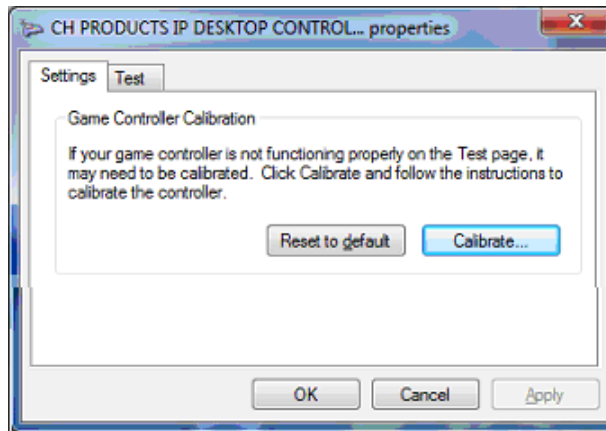 CH PRODUCTS IP DESKTOP CONTROL... properties
Settings Test
Game Controller Calibration
If your game controller is not functioning properly on the Test page, it
may need to be calibrated. Click Calibrate and follow the instructions to
calibrate the controller.
Reset to default Calibrate...
OK Cancel Apply